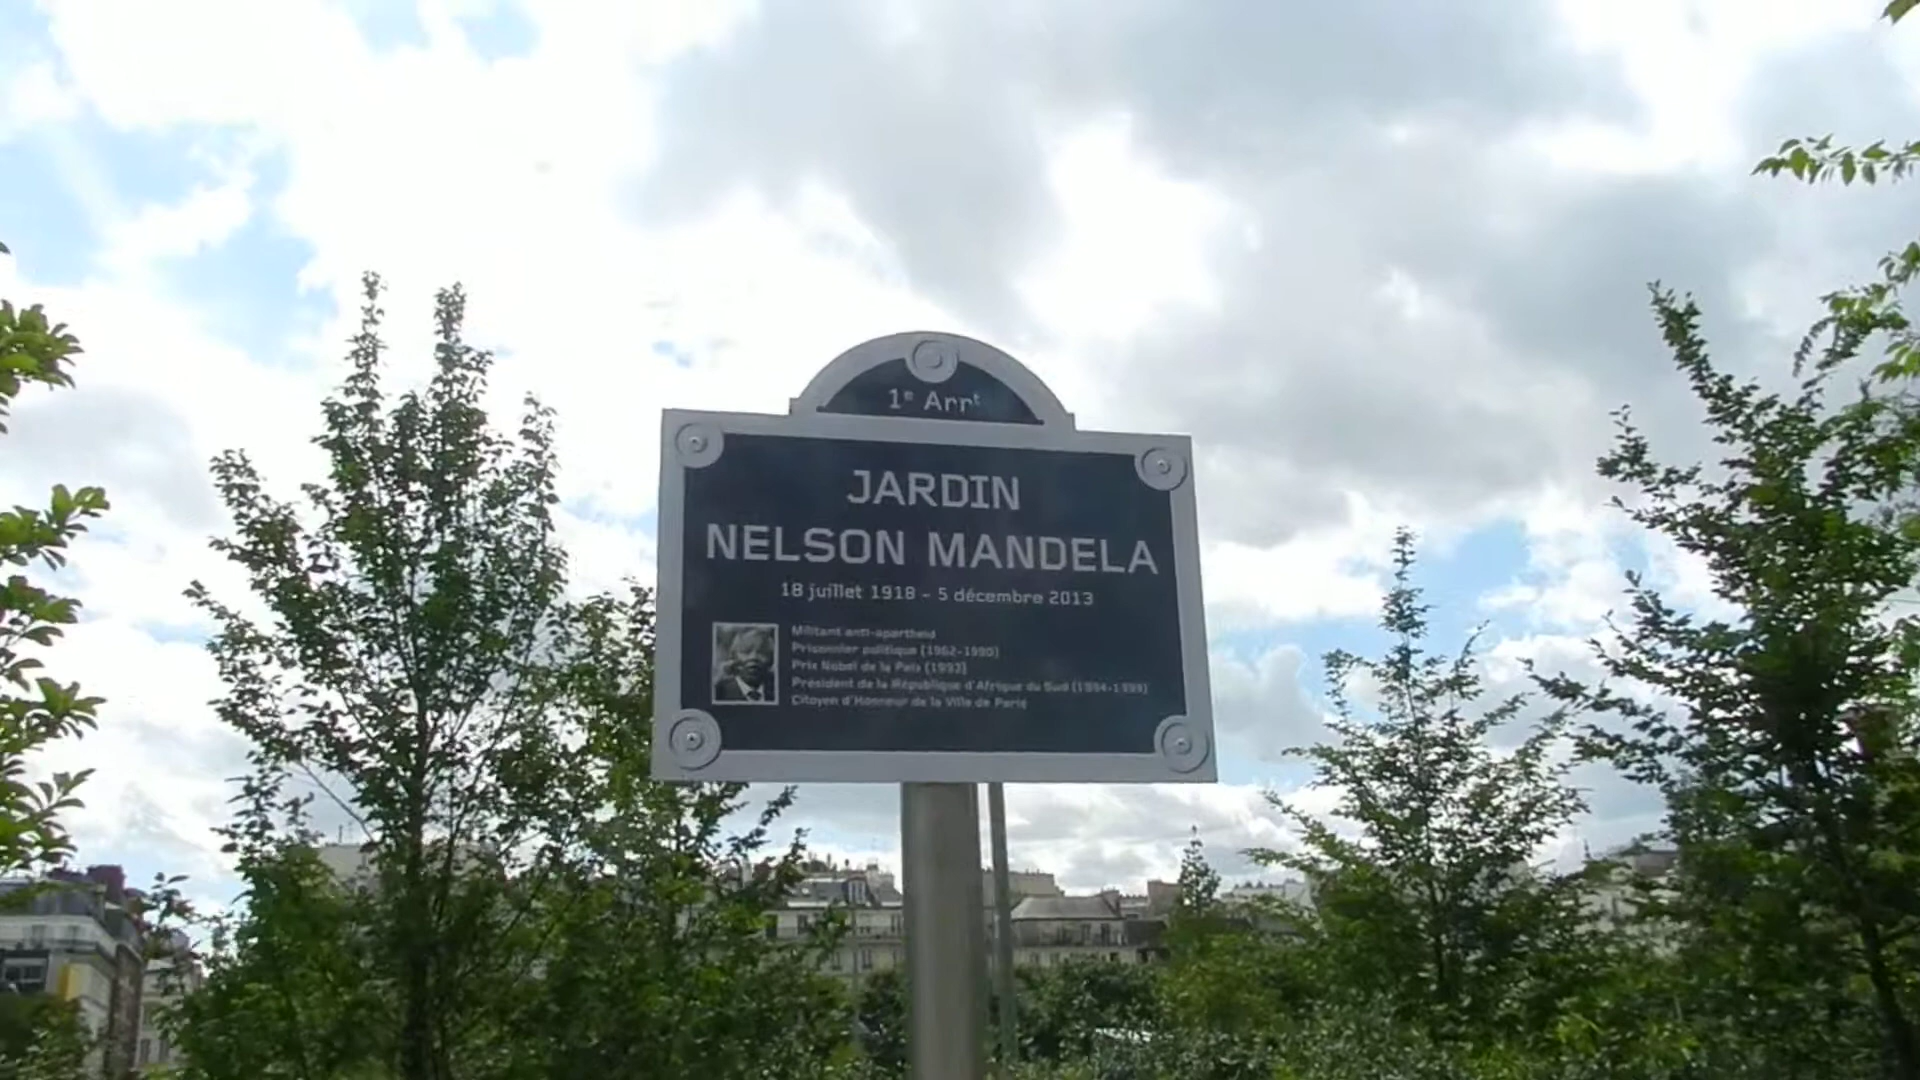 1e Arrt
JARDIN
NELSON MANDELA
18 juillet 1918 - 5 décembre 2013
Militant anti-apartheid
Prisonnier politique (1962-1990)
Prix Nobel de la Paix (1993)
Président de la République d'Afrique du Sud (1994-1999)
Citoyen d'Honneur de la Ville de Paris